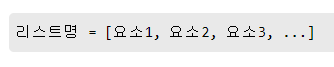 리스트명 = [요소1, 요소2, 요소3, ...]